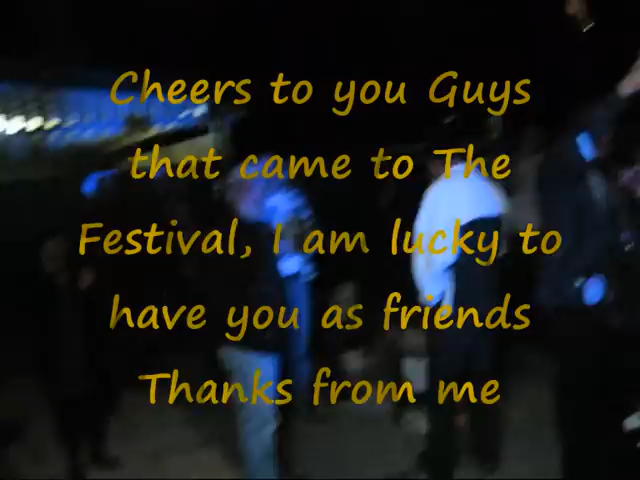 Cheers to you Guys
that came to The
Festival, I am lucky to
have you as friends
Thanks from me